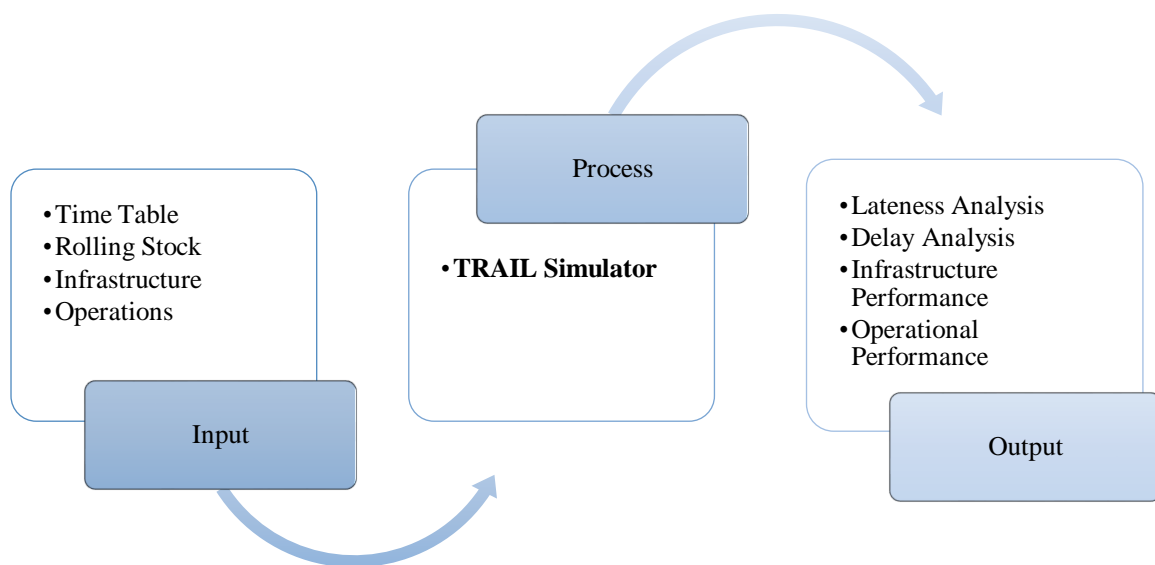 •Time Table
•Rolling Stock
•Infrastructure
•Operations
Input
Process
•TRAIL Simulator
•Lateness Analysis
•Delay Analysis
•Infrastructure
Performance
•Operational
Performance
Output